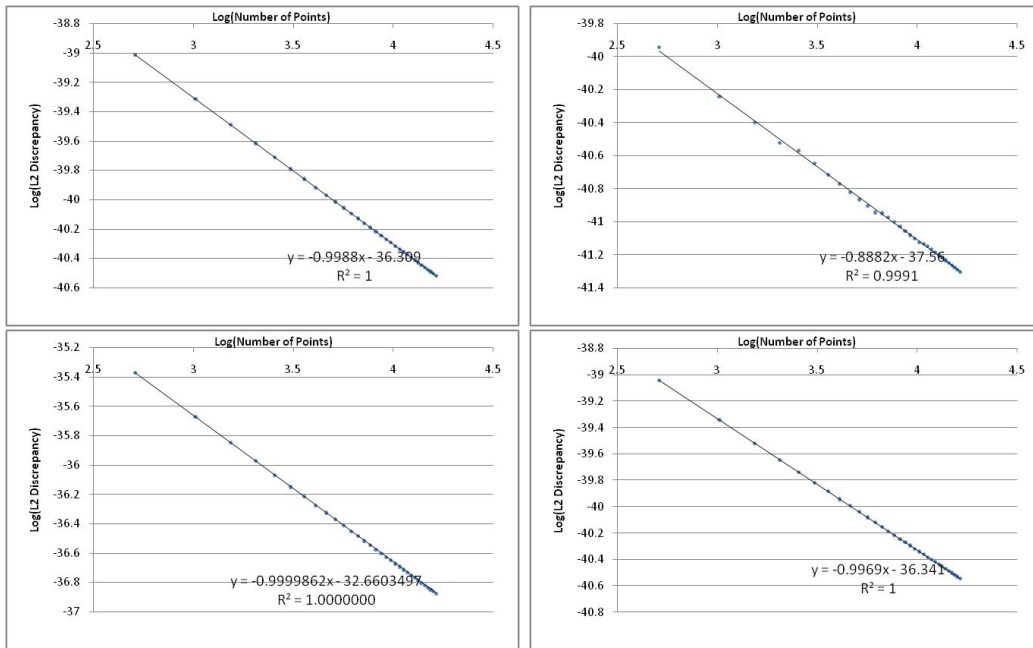 Log(Number of Points)
-38.8
2.5 3 3.5 4 4.5
-39
-39.2
-39.4
-39.6
-39.8
-40
-40.2
-40.4
-40.6
Log(L2 Discrepancy)
y = -0.9988x - 36.309
R² = 1
Log(Number of Points)
-39.8
2.5 3 3.5 4 4.5
-40
-40.2
-40.4
-40.6
-40.8
-41
-41.2
-41.4
Log(L2 Discrepancy)
y = -0.8882x - 37.56
R² = 0.9991
Log(Number of Points)
-35.2
2.5 3 3.5 4 4.5
-35.4
-35.6
-35.8
-36
-36.2
-36.4
-36.6
-36.8
-37
Log(L2 Discrepancy)
y = -0.9999862x - 32.6603497
R² = 1.0000000
Log(Number of Points)
-38.8
2.5 3 3.5 4 4.5
-39
-39.2
-39.4
-39.6
-39.8
-40
-40.2
-40.4
-40.6
-40.8
Log(L2 Discrepancy)
y = -0.9969x - 36.341
R² = 1